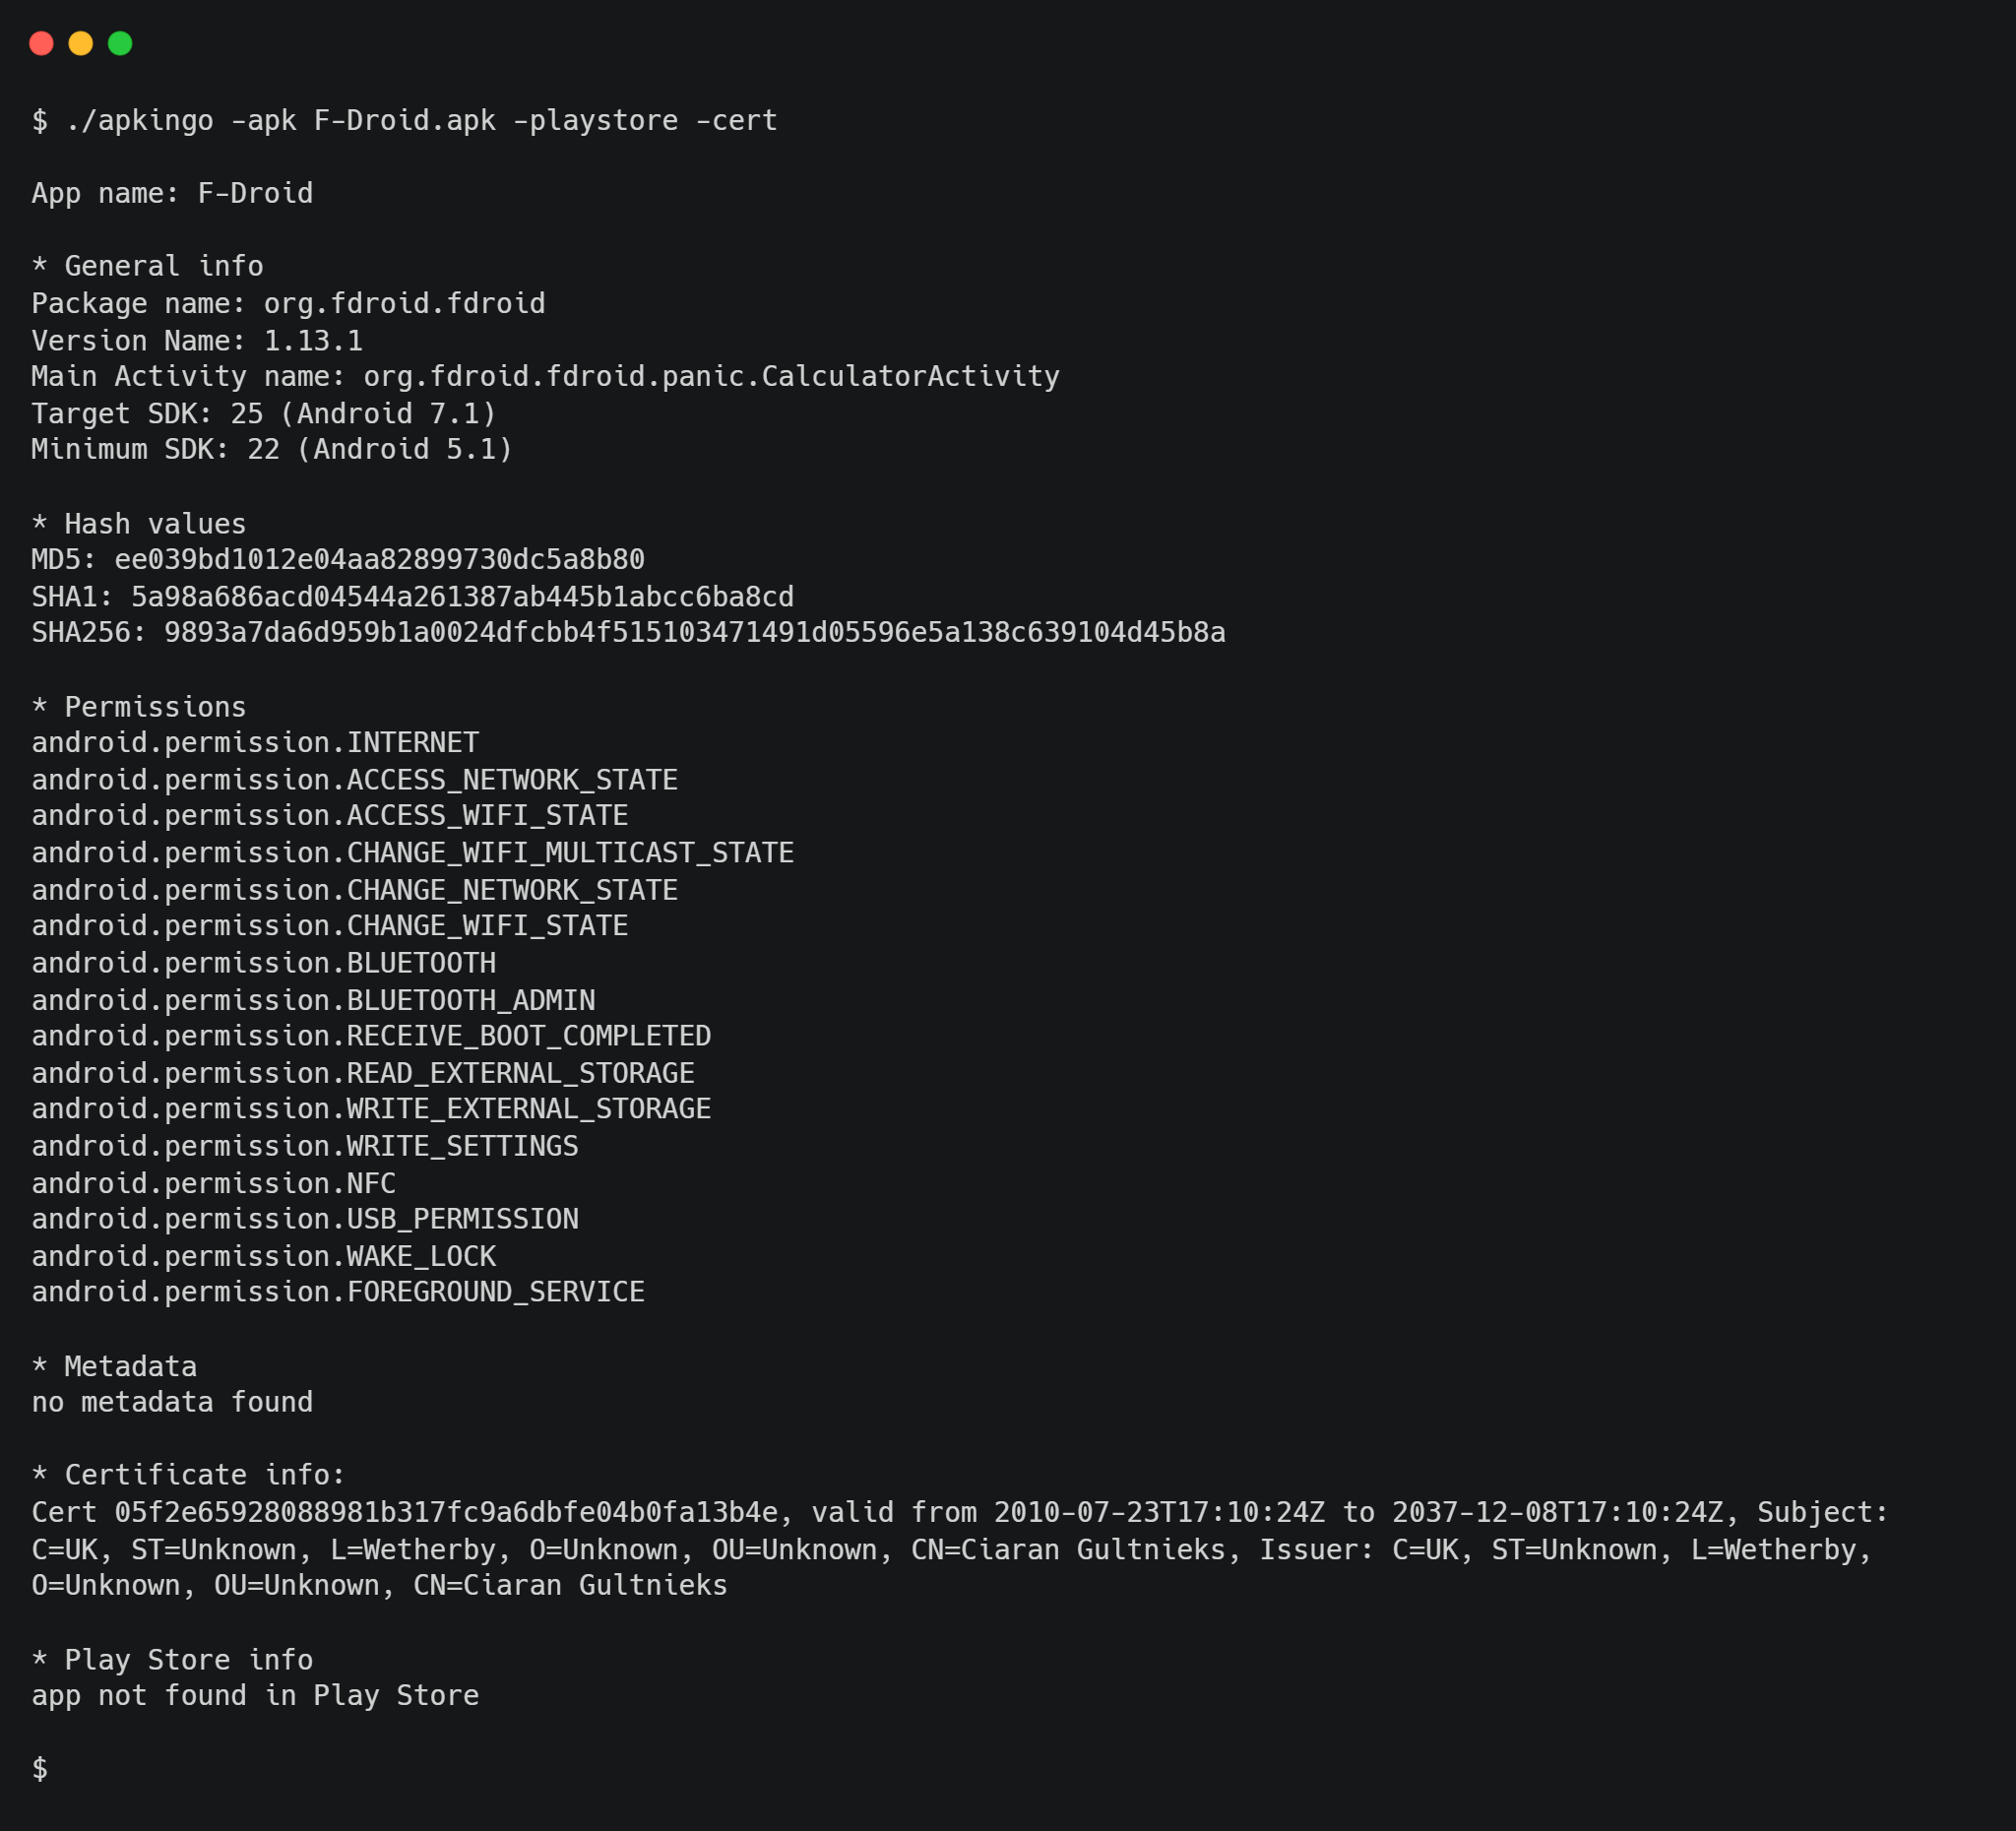 $ ./apkingo -apk F-Droid.apk -playstore -cert
App name: F-Droid
* General info
Package name: org.fdroid.fdroid
Version Name: 1.13.1
Main Activity name: org.fdroid.fdroid.panic.CalculatorActivity
Target SDK: 25 (Android 7.1)
Minimum SDK: 22 (Android 5.1)
* Hash values
MD5: ee039bd1012e04aa82899730dc5a8b80
SHA1: 5a98a686acd04544a261387ab445b1abcc6ba8cd
SHA256: 9893a7da6d959b1a0024dfcbb4f515103471491d05596e5a138c639104d45b8a
* Permissions
android.permission.INTERNET
android.permission.ACCESS_NETWORK_STATE
android.permission.ACCESS_WIFI_STATE
android.permission.CHANGE_WIFI_MULTICAST_STATE
android.permission.CHANGE_NETWORK_STATE
android.permission.CHANGE_WIFI_STATE
android.permission.BLUETOOTH
android.permission.BLUETOOTH_ADMIN
android.permission.RECEIVE_BOOT_COMPLETED
android.permission.READ_EXTERNAL_STORAGE
android.permission.WRITE_EXTERNAL_STORAGE
android.permission.WRITE_SETTINGS
android.permission.NFC
android.permission.USB_PERMISSION
android.permission.WAKE_LOCK
android.permission.FOREGROUND_SERVICE
* Metadata
no metadata found
* Certificate info:
Cert 05f2e65928088981b317fc9a6dbfe04b0fa13b4e, valid from 2010-07-23T17:10:24Z to 2037-12-08T17:10:24Z, Subject:
C=UK, ST=Unknown, L=Wetherby, O=Unknown, OU=Unknown, CN=Ciaran Gultnieks, Issuer: C=UK, ST=Unknown, L=Wetherby,
O=Unknown, OU=Unknown, CN=Ciaran Gultnieks
* Play Store info
app not found in Play Store
$